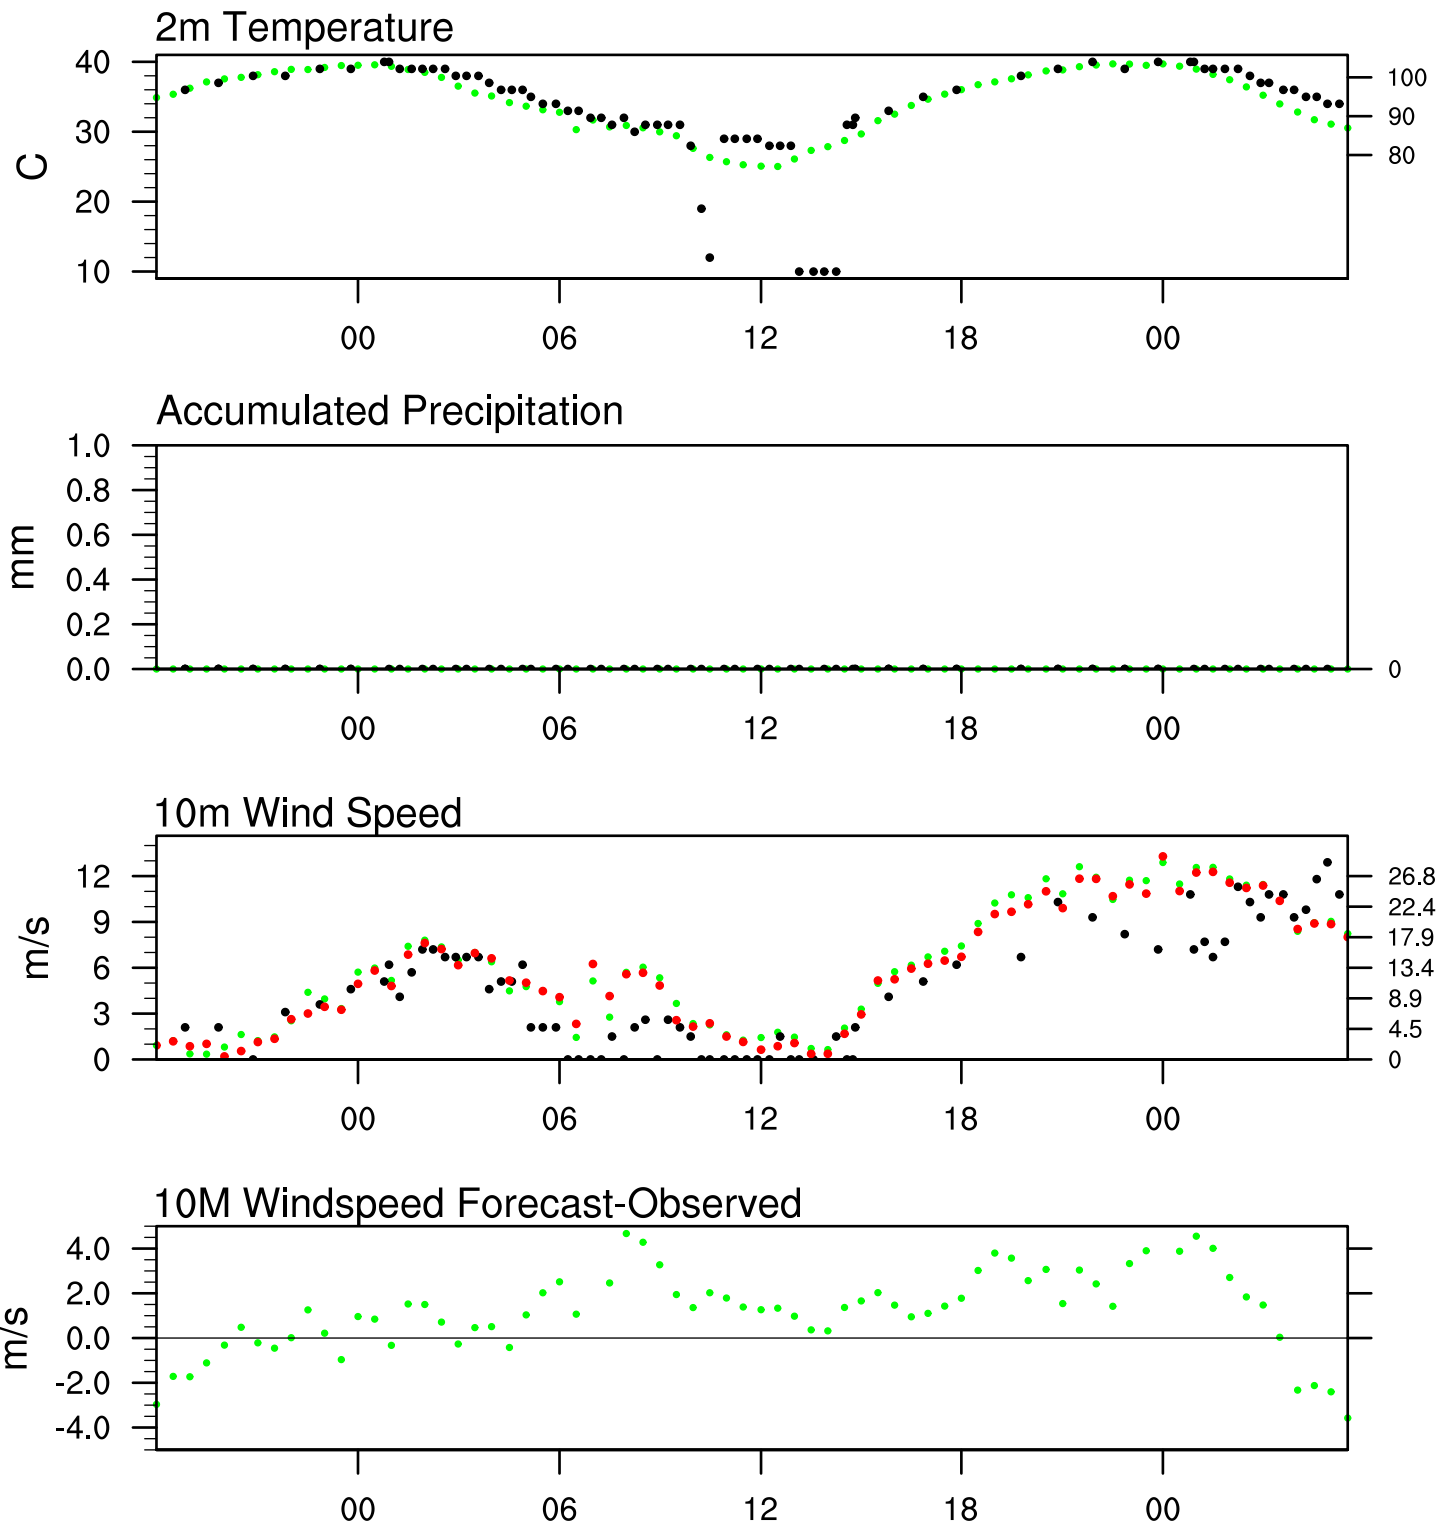 2m Temperature
40
30
20
10
C
100
90
80
00 06 12 18 00
Accumulated Precipitation
1.0
0.8
0.6
0.4
0.2
0.0
mm
0
00 06 12 18 00
10m Wind Speed
12
9
6
3
0
m/s
26.8
22.4
17.9
13.4
8.9
4.5
0
00 06 12 18 00
10M Windspeed Forecast-Observed
4.0
2.0
0.0
-2.0
-4.0
m/s
00 06 12 18 00